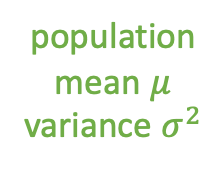 population
mean μ
variance σ²